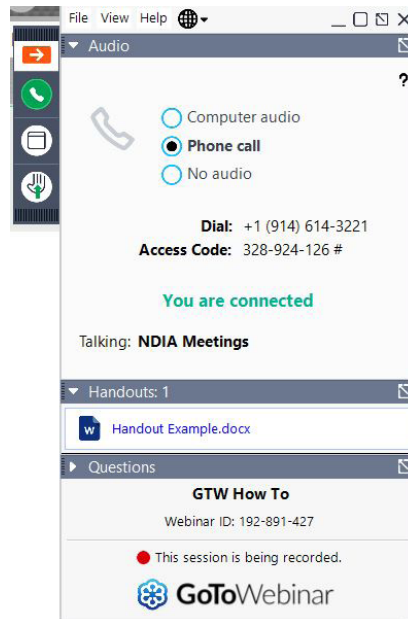 File View Help
Audio
?
Computer audio
Phone call
No audio
Dial: +1 (914) 614-3221
Access Code: 328-924-126 #
You are connected
Talking: NDIA Meetings
Handouts: 1
W Handout Example.docx
Questions
GTW How To
Webinar ID: 192-891-427
This session is being recorded.
GoToWebinar